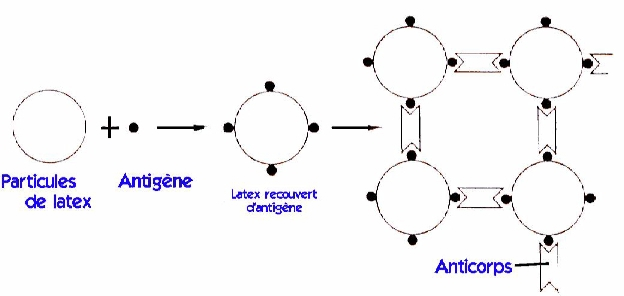 +
Particules
de latex
Antigène
Latex recouvert
d'antigène
Anticorps